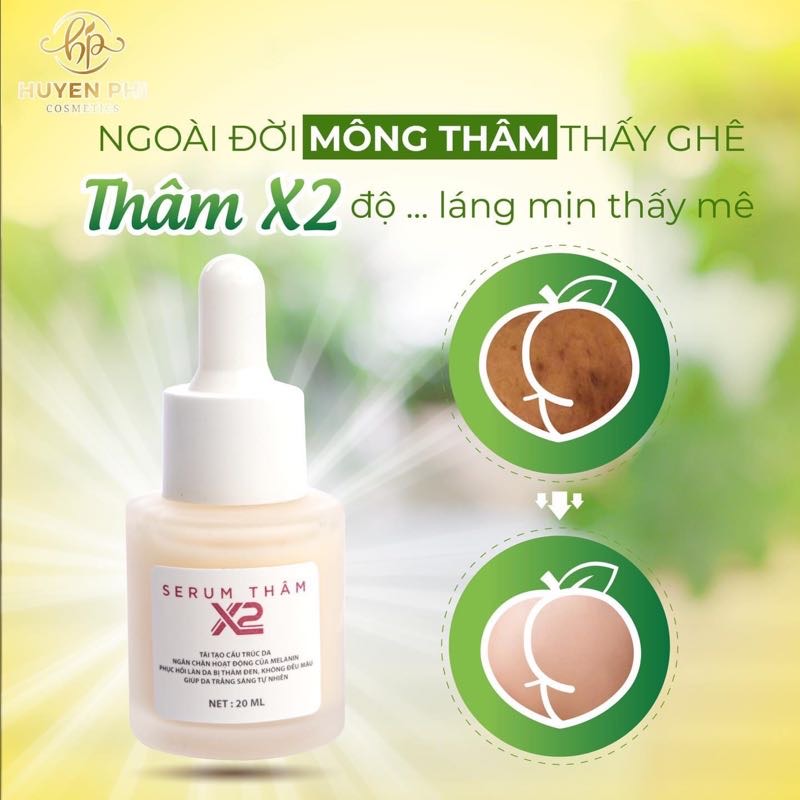 HUYEN PHI
COSMETICS
NGOÀI ĐỜI MÔNG THÂM THẤY GHÊ
Thâm X2 độ ... láng mịn thấy mê
SERUM THÂM
X2
TÁI TẠO CẤU TRÚC DA
NGĂN CHẶN HOẠT ĐỘNG CỦA MELANIN
PHỤC HỒI LÀN DA BỊ THÂM ĐEN, KHÔNG ĐỀU MÀU
GIÚP DA TRẮNG SÁNG TỰ NHIÊN
NET : 20 ML